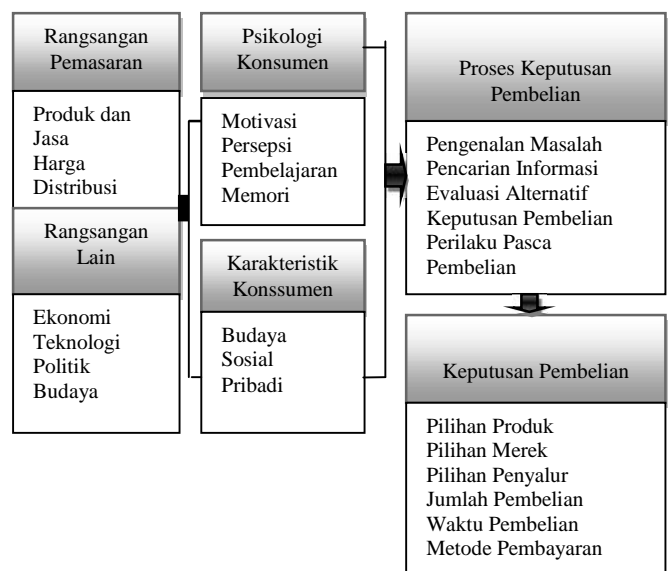 Rangsangan
Pemasaran
Produk dan
Jasa
Harga
Distribusi
Rangsangan
Lain
Ekonomi
Teknologi
Politik
Budaya
Psikologi
Konsumen
Motivasi
Persepsi
Pembelajaran
Memori
Karakteristik
Konssumen
Budaya
Sosial
Pribadi
Proses Keputusan
Pembelian
Pengenalan Masalah
Pencarian Informasi
Evaluasi Alternatif
Keputusan Pembelian
Perilaku Pasca
Pembelian
Keputusan Pembelian
Pilihan Produk
Pilihan Merek
Pilihan Penyalur
Jumlah Pembelian
Waktu Pembelian
Metode Pembayaran